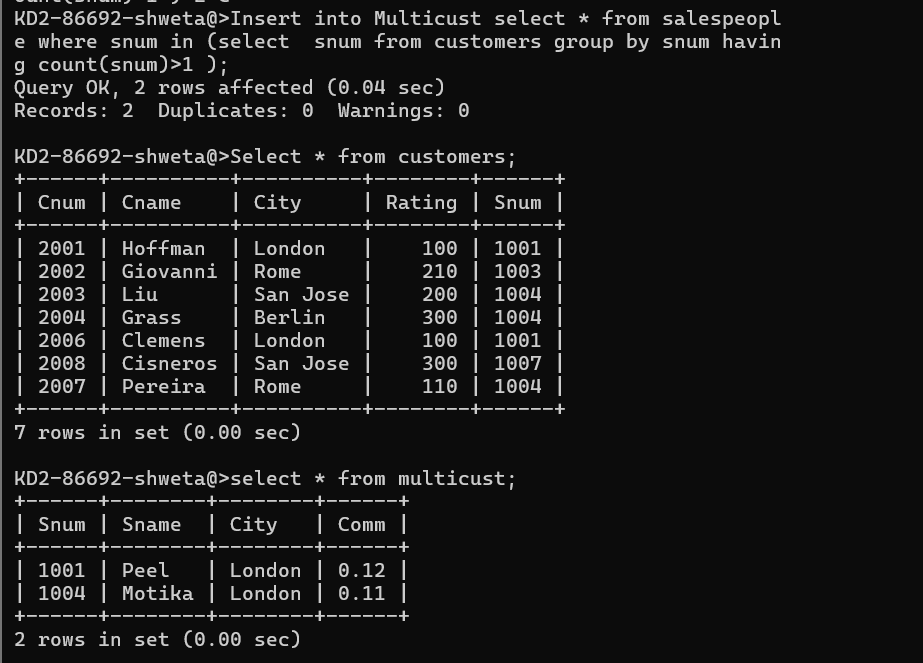 KD2-86692-shweta@>Insert into Multicust select * from salespeopl
e where snum in (select  snum from customers group by snum havin
g count(snum)>1 );
Query OK, 2 rows affected (0.04 sec)
Records: 2  Duplicates: 0  Warnings: 0
KD2-86692-shweta@>Select * from customers;
+------+----------+----------+--------+------+
| Cnum | Cname    | City     | Rating | Snum |
+------+----------+----------+--------+------+
| 2001 | Hoffman  | London   |    100 | 1001 |
| 2002 | Giovanni | Rome     |    210 | 1003 |
| 2003 | Liu      | San Jose |    200 | 1004 |
| 2004 | Grass    | Berlin   |    300 | 1004 |
| 2006 | Clemens  | London   |    100 | 1001 |
| 2008 | Cisneros | San Jose |    300 | 1007 |
| 2007 | Pereira  | Rome     |    110 | 1004 |
+------+----------+----------+--------+------+
7 rows in set (0.00 sec)
KD2-86692-shweta@>select * from multicust;
+------+--------+--------+------+
| Snum | Sname  | City   | Comm |
+------+--------+--------+------+
| 1001 | Peel   | London | 0.12 |
| 1004 | Motika | London | 0.11 |
+------+--------+--------+------+
2 rows in set (0.00 sec)